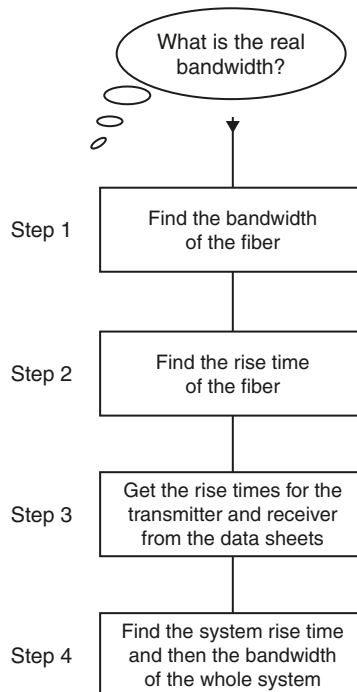 What is the real
bandwidth?
Step 1
Find the bandwidth
of the fiber
Step 2
Find the rise time
of the fiber
Step 3
Get the rise times for the
transmitter and receiver
from the data sheets
Step 4
Find the system rise time
and then the bandwidth
of the whole system